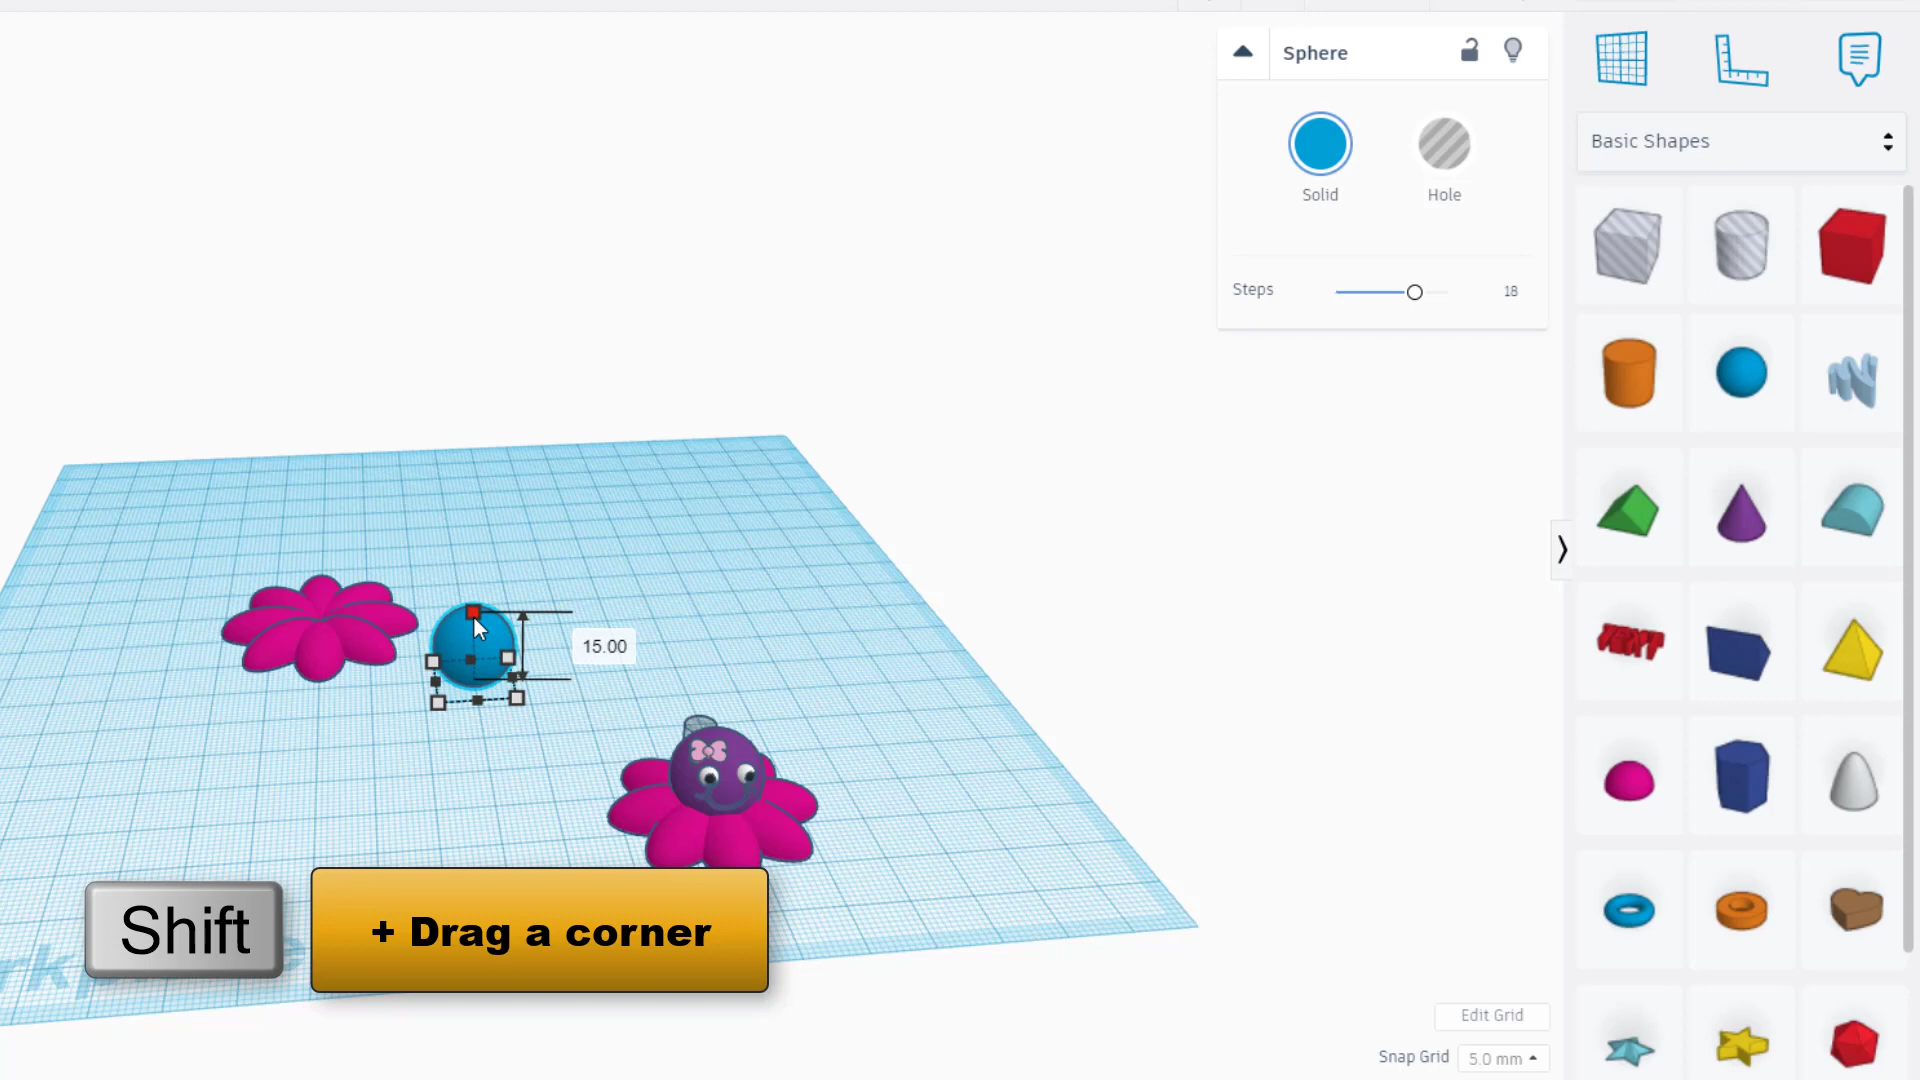 Sphere
Solid
Hole
Steps
18
Basic Shapes
TEXT
15.00
Shift
+ Drag a corner
Edit Grid
Snap Grid
5.0 mm